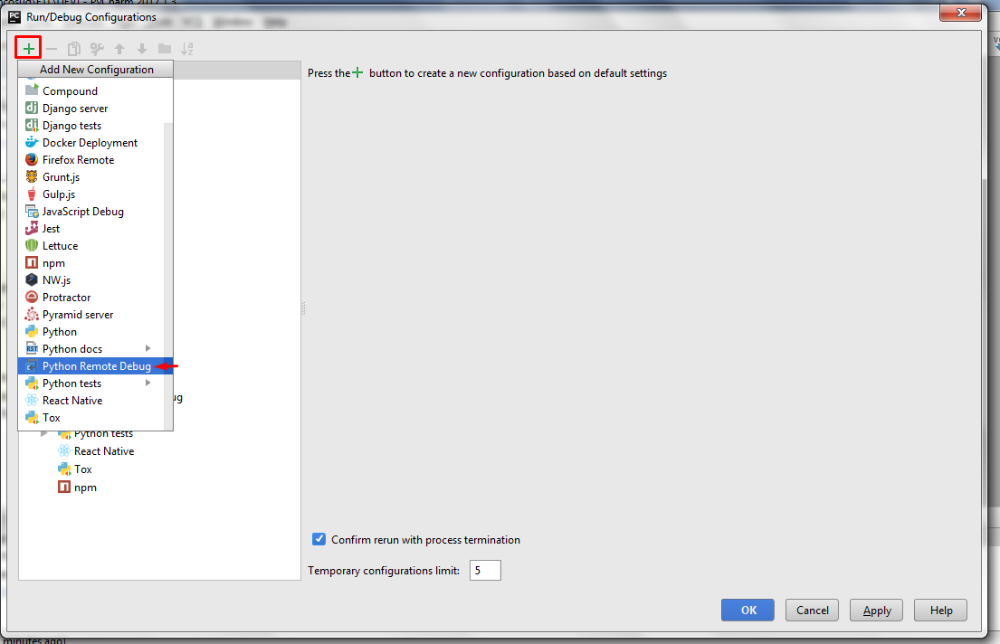 Run/Debug Configurations
Add New Configuration
Press the + button to create a new configuration based on default settings
Compound
Django server
Django tests
Docker Deployment
Firefox Remote
Grunt.js
Gulp.js
JavaScript Debug
Jest
Lettuce
npm
NW.js
Protractor
Pyramid server
Python
Python docs
Python Remote Debug
Python tests
ug
React Native
Tox
Python tests
React Native
Tox
npm
Confirm rerun with process termination
Temporary configurations limit: 5
OK Cancel Apply Help
minutes ago)